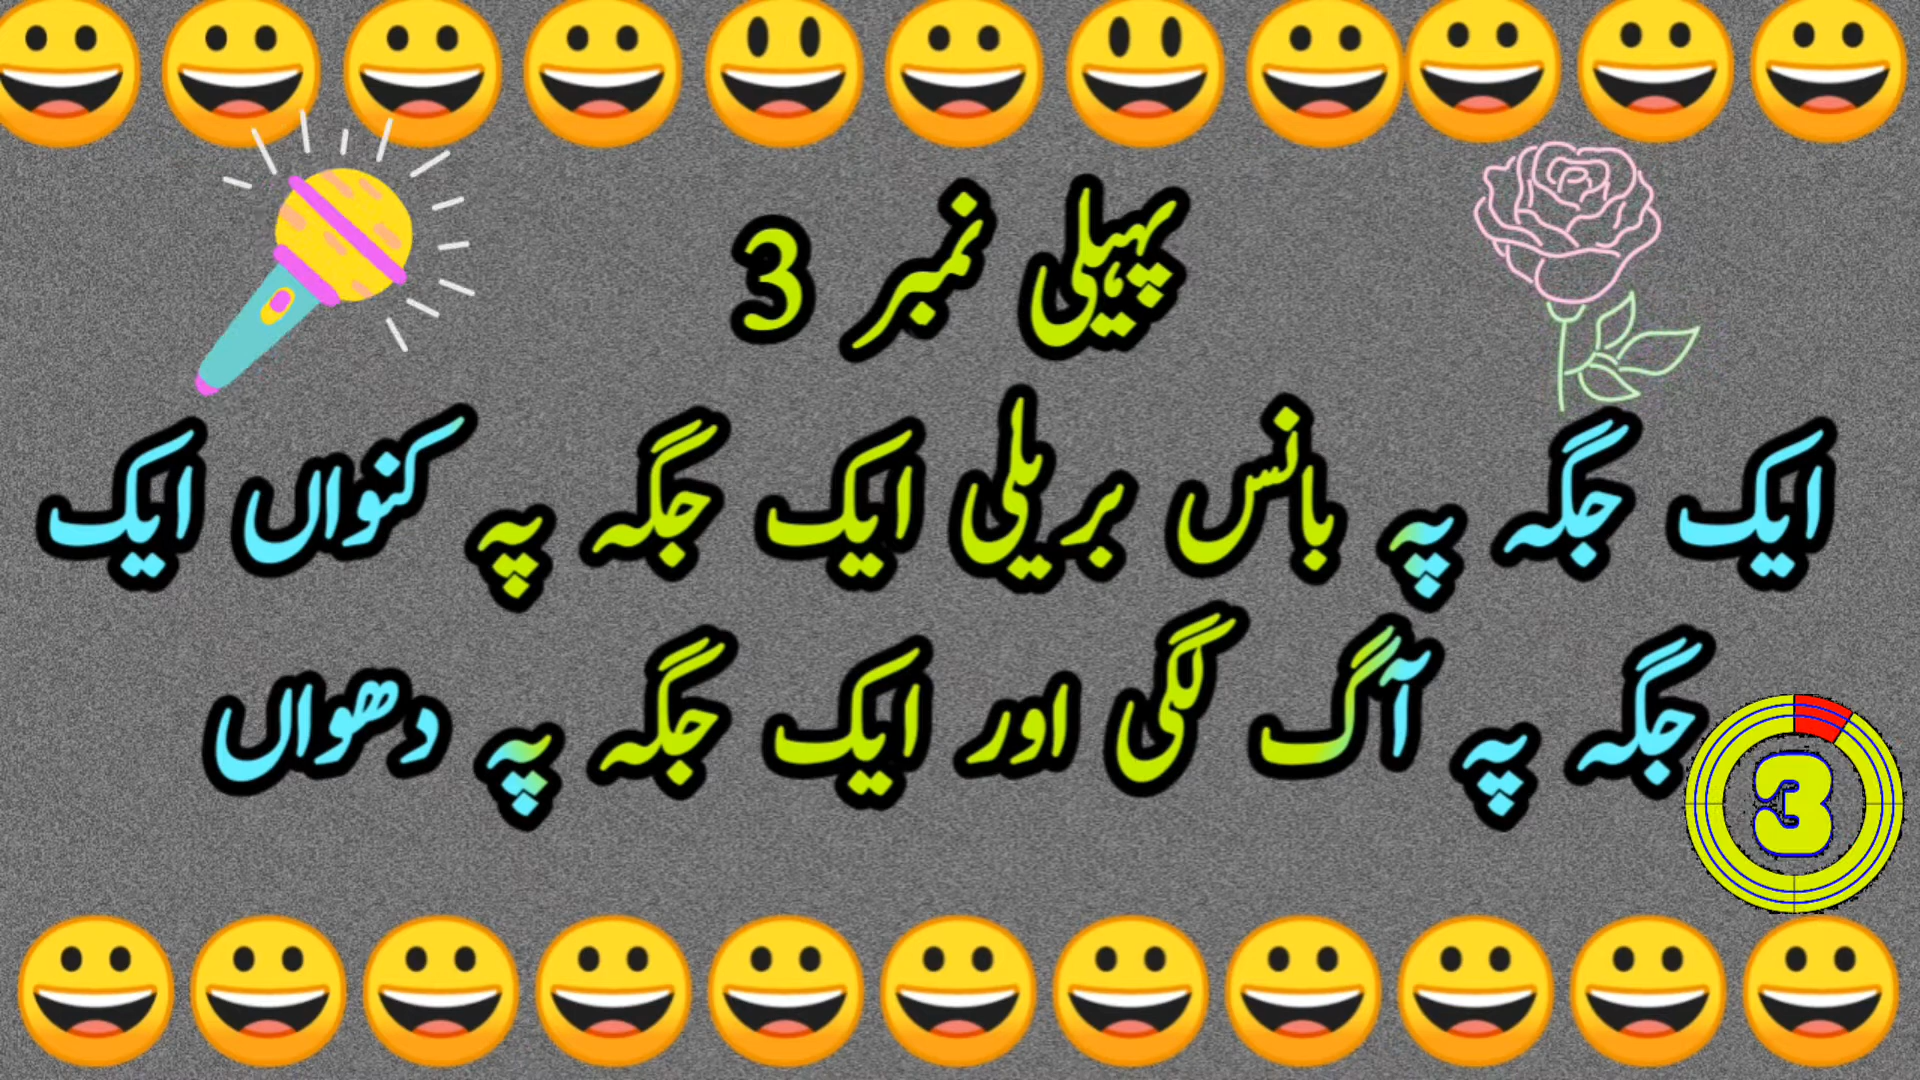 پہیلی نمبر 3
ایک جگہ پہ بانس بریلی ایک جگہ پہ کنواں ایک
جگہ پہ آگ لگی اور ایک جگہ پہ دھواں
3